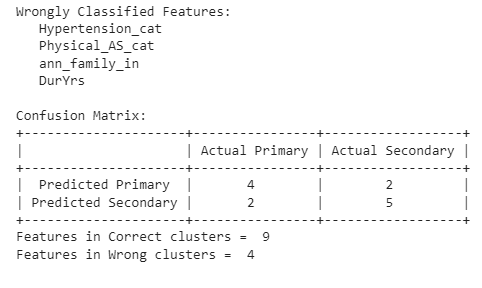 Wrongly Classified Features:
Hypertension_cat
Physical_AS_cat
ann_family_in
DurYrs
Confusion Matrix:
+---------------------+----------------+------------------+
|                     | Actual Primary | Actual Secondary |
+---------------------+----------------+------------------+
|  Predicted Primary  |       4        |        2         |
| Predicted Secondary |       2        |        5         |
+---------------------+----------------+------------------+
Features in Correct clusters =  9
Features in Wrong clusters =  4